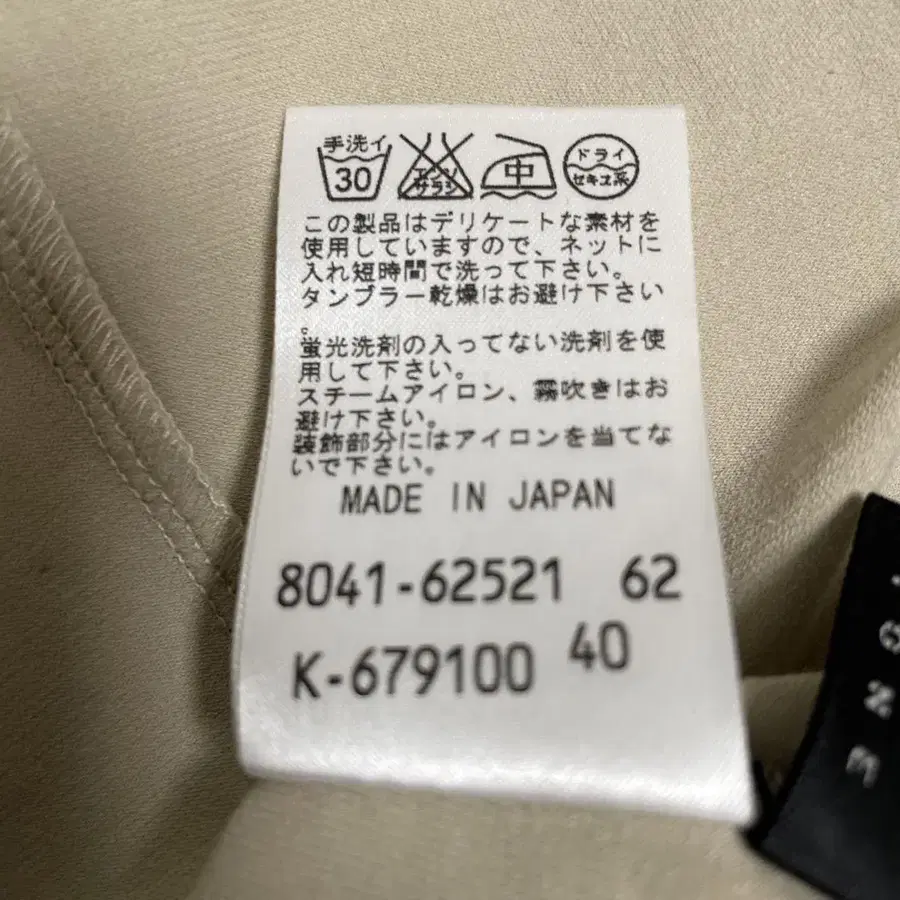 手洗イ
30
エンソ
サラシ
中
ドライ
セキユ系
この製品はデリケートな素材を
使用していますので、ネットに
入れ短時間で洗って下さい。
タンブラー乾燥はお避け下さい
。
蛍光洗剤の入ってない洗剤を使
用して下さい。
スチームアイロン、霧吹きはお
避け下さい。
装飾部分にはアイロンを当てな
いで下さい。
MADE IN JAPAN
8041-62521 62
K-679100 40